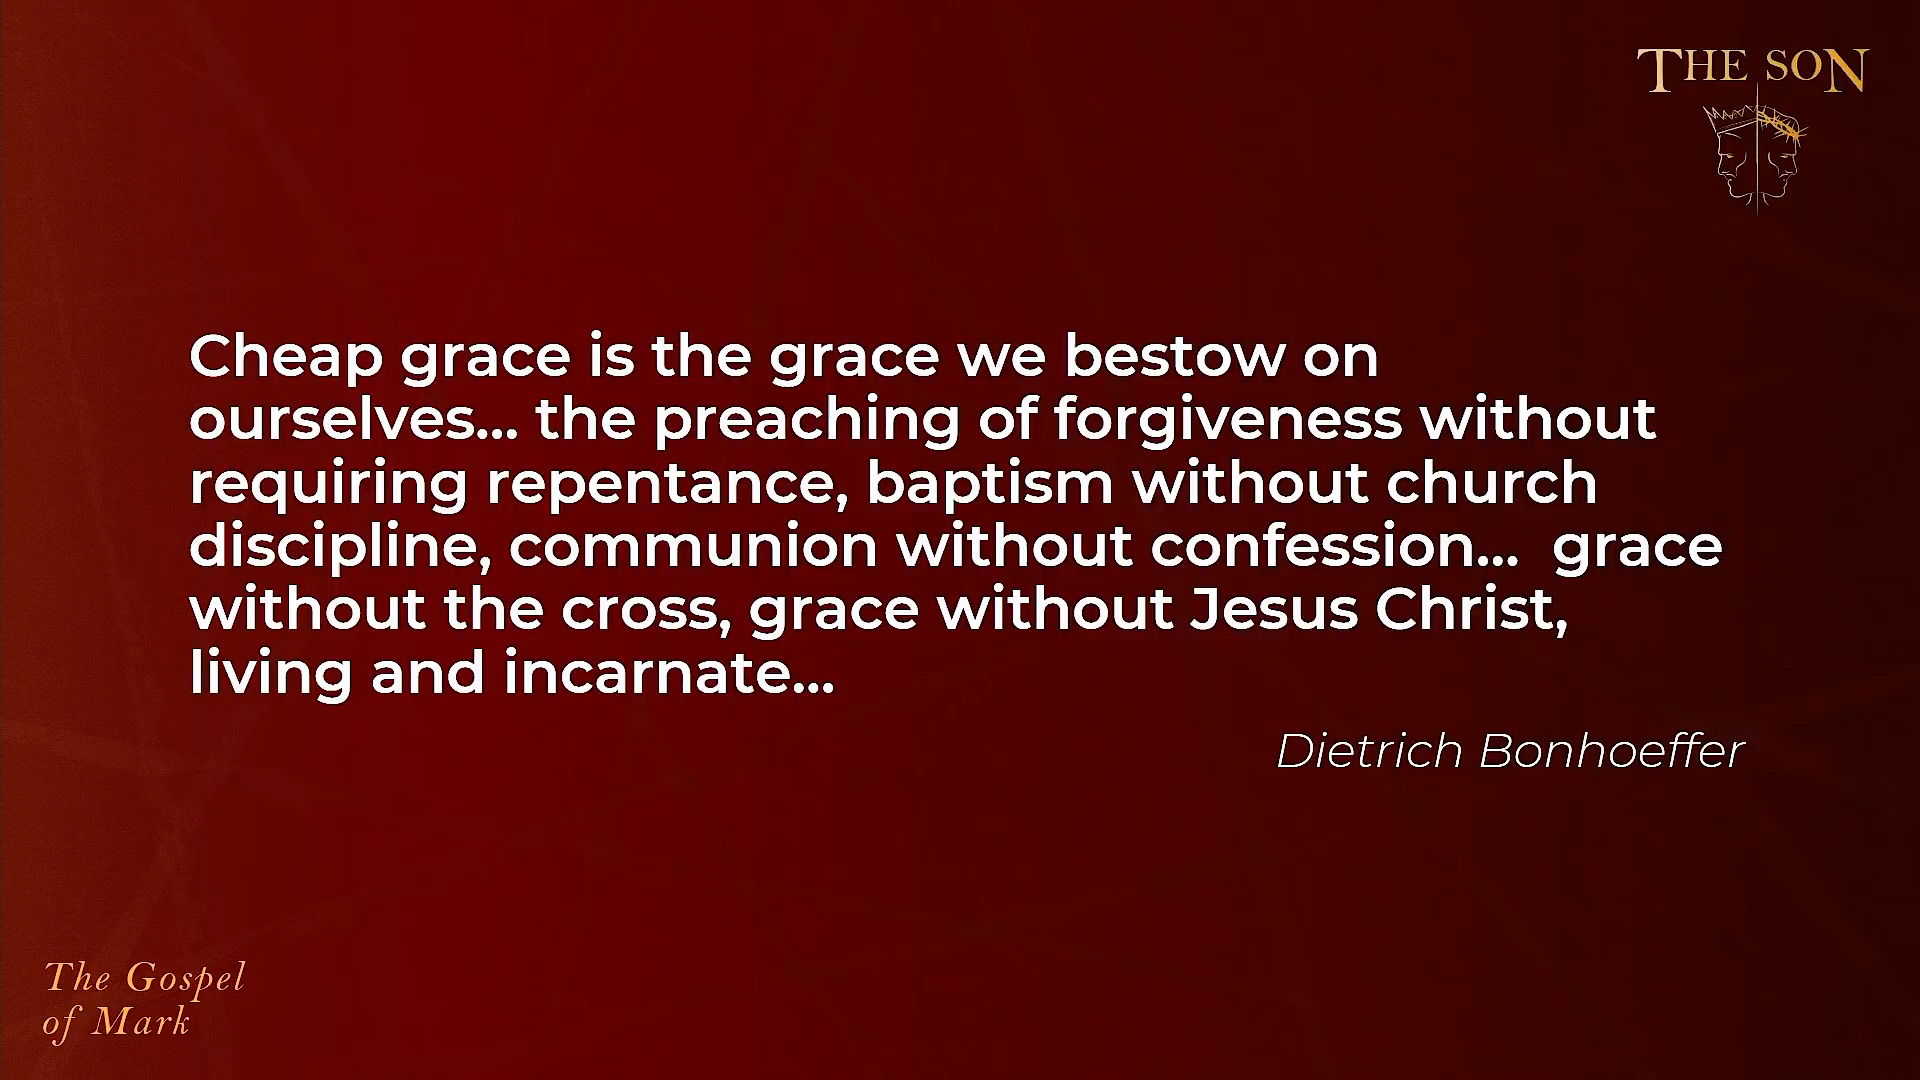 THE SON
Cheap grace is the grace we bestow on
ourselves... the preaching of forgiveness without
requiring repentance, baptism without church
discipline, communion without confession...  grace
without the cross, grace without Jesus Christ,
living and incarnate...
Dietrich Bonhoeffer
The Gospel
of Mark